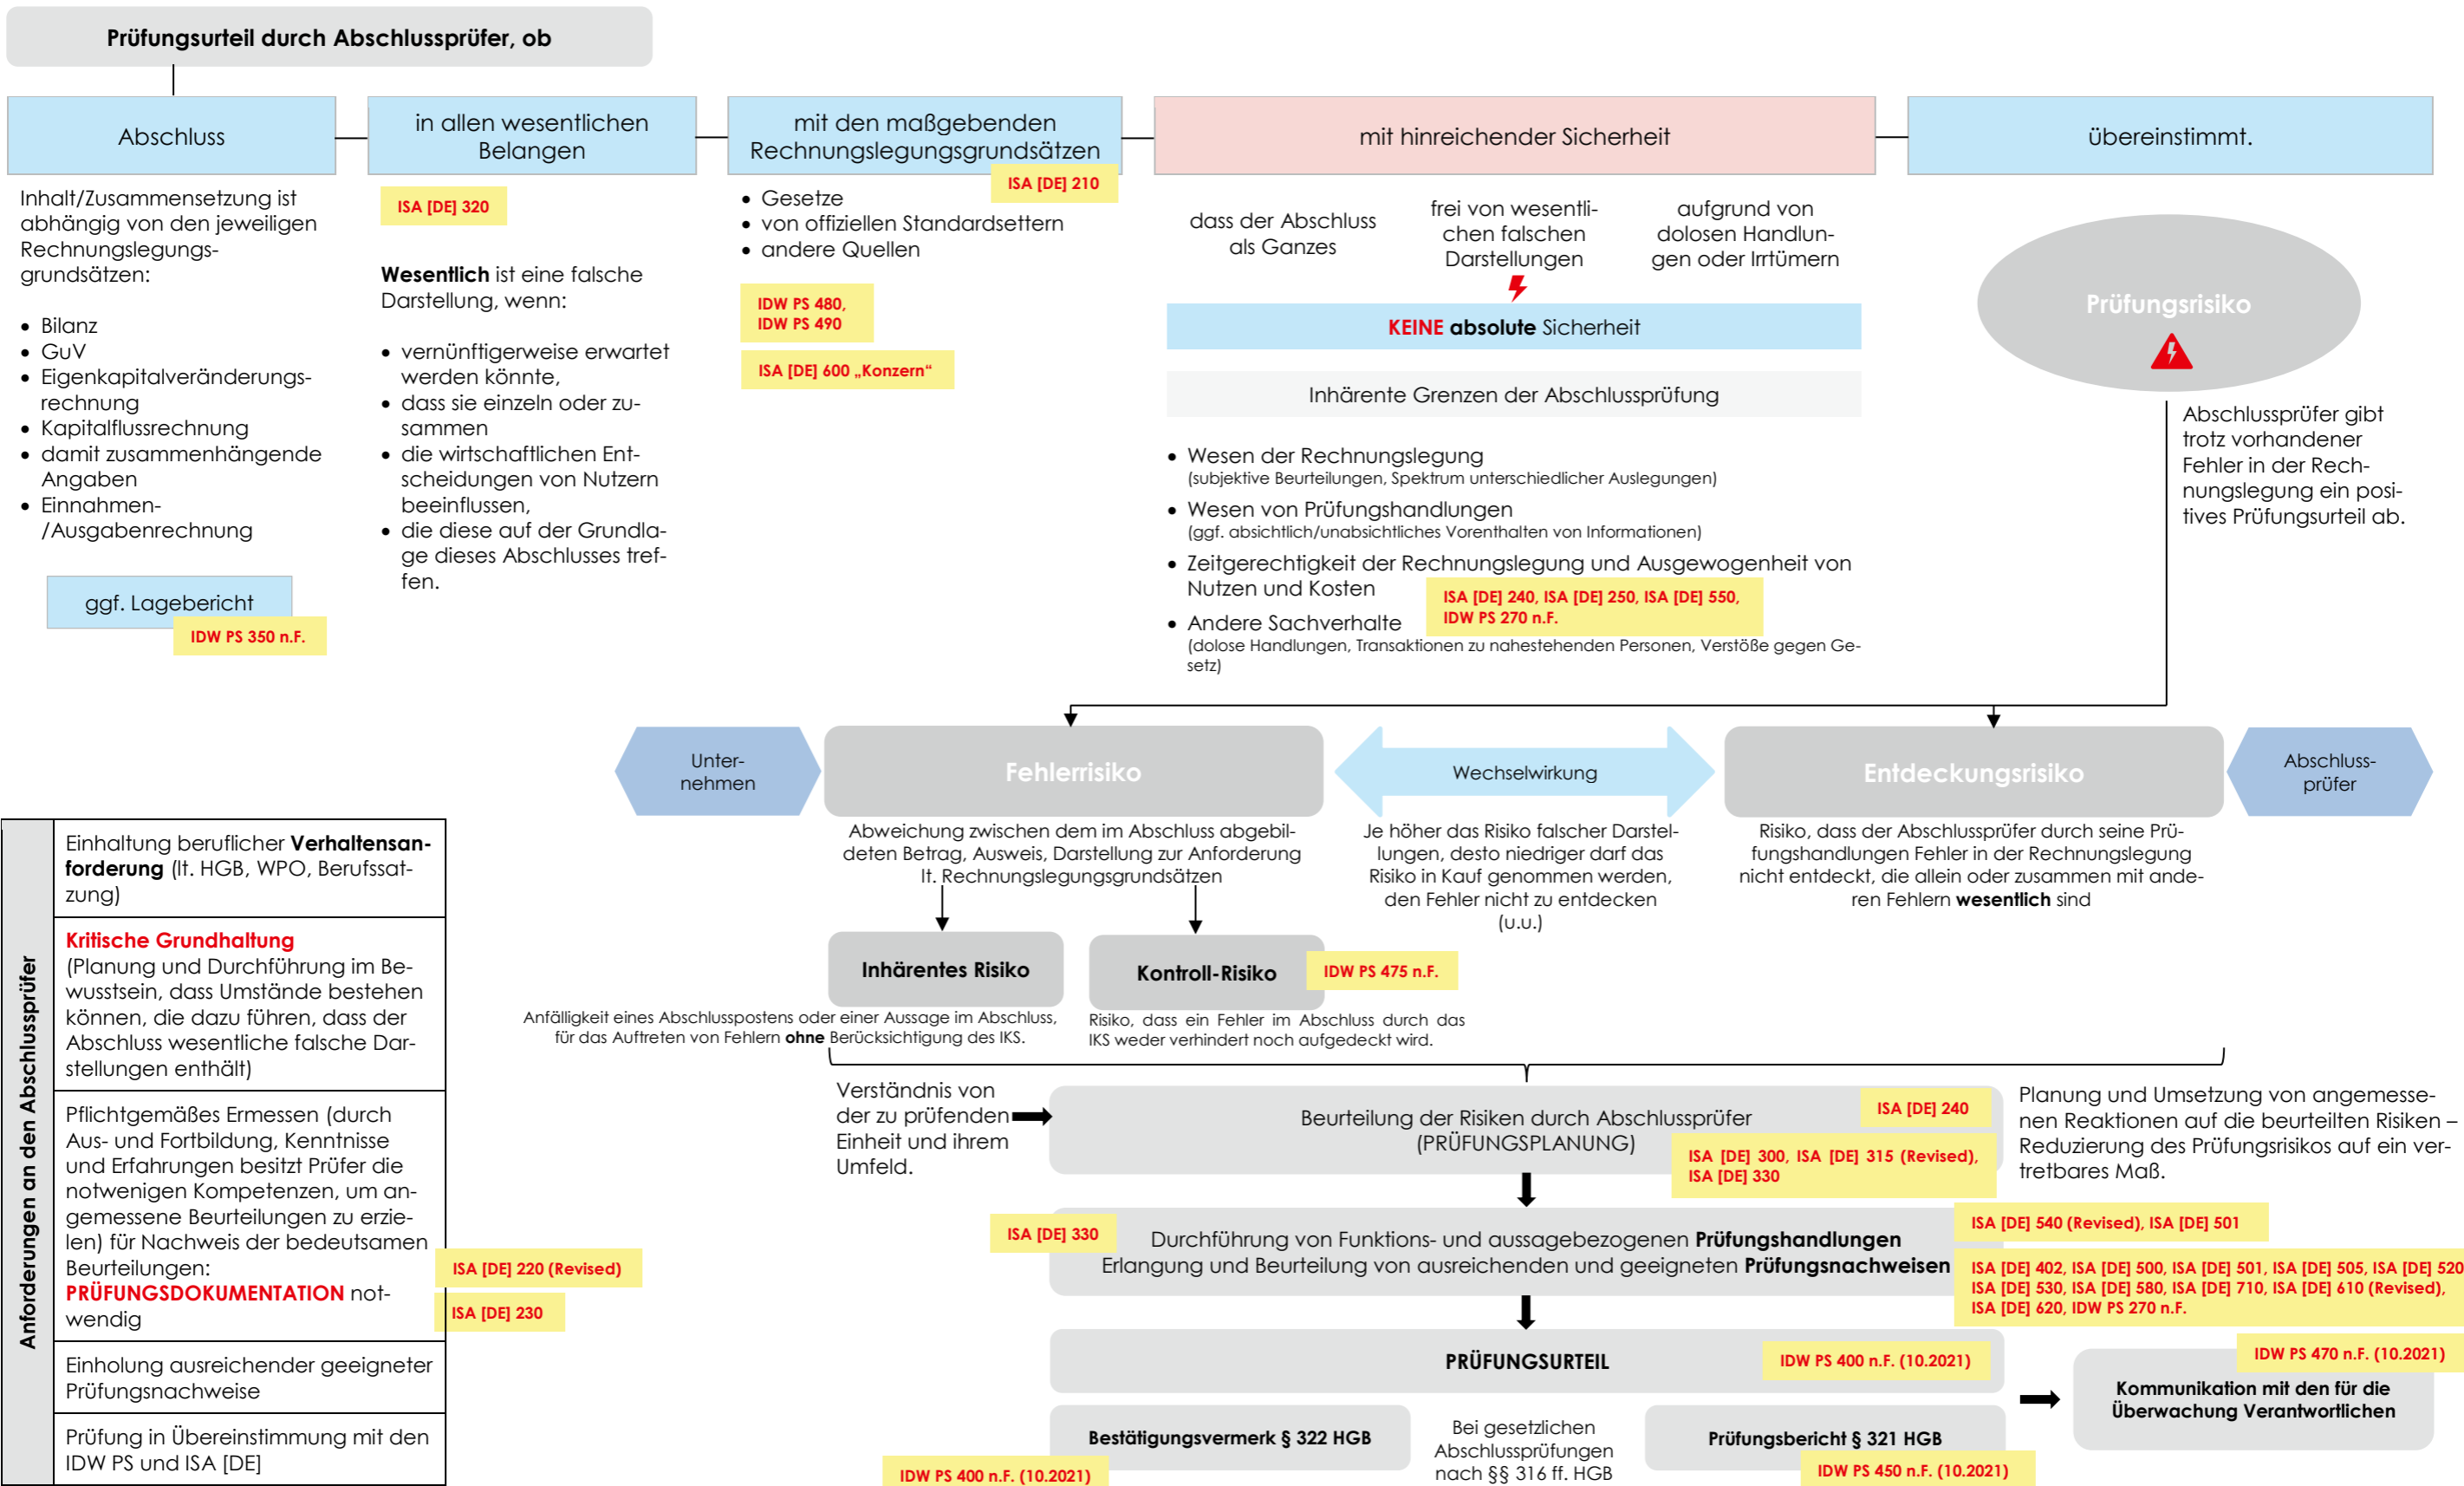 Prüfungsurteil durch Abschlussprüfer, ob
Abschluss
in allen wesentlichen
Belangen
mit den maßgebenden
Rechnungslegungsgrundsätzen
mit hinreichender Sicherheit
übereinstimmt.
Inhalt/Zusammensetzung ist
abhängig von den jeweiligen
Rechnungslegungs-
grundsätzen:
• Bilanz
• GuV
• Eigenkapitalveränderungs-
rechnung
• Kapitalflussrechnung
• damit zusammenhängende
Angaben
• Einnahmen-
/Ausgabenrechnung
ggf. Lagebericht
IDW PS 350 n.F.
ISA [DE] 320
Wesentlich ist eine falsche
Darstellung, wenn:
• vernünftigerweise erwartet
werden könnte,
• dass sie einzeln oder zu-
sammen
• die wirtschaftlichen Ent-
scheidungen von Nutzern
beeinflussen,
• die diese auf der Grundla-
ge dieses Abschlusses tref-
fen.
ISA [DE] 210
• Gesetze
• von offiziellen Standardsettern
• andere Quellen
IDW PS 480,
IDW PS 490
ISA [DE] 600 „Konzern“
dass der Abschluss
als Ganzes
frei von wesentli-
chen falschen
Darstellungen
aufgrund von
dolosen Handlun-
gen oder Irrtümern
KEINE absolute Sicherheit
Inhärente Grenzen der Abschlussprüfung
• Wesen der Rechnungslegung
(subjektive Beurteilungen, Spektrum unterschiedlicher Auslegungen)
• Wesen von Prüfungshandlungen
(ggf. absichtlich/unabsichtliches Vorenthalten von Informationen)
• Zeitgerechtigkeit der Rechnungslegung und Ausgewogenheit von
Nutzen und Kosten
ISA [DE] 240, ISA [DE] 250, ISA [DE] 550,
IDW PS 270 n.F.
• Andere Sachverhalte
(dolose Handlungen, Transaktionen zu nahestehenden Personen, Verstöße gegen Ge-
setz)
Prüfungsrisiko
Abschlussprüfer gibt
trotz vorhandener
Fehler in der Rech-
nungslegung ein posi-
tives Prüfungsurteil ab.
Unter-
nehmen
Fehlerrisiko
Wechselwirkung
Entdeckungsrisiko
Abschluss-
prüfer
Abweichung zwischen dem im Abschluss abgebil-
deten Betrag, Ausweis, Darstellung zur Anforderung
lt. Rechnungslegungsgrundsätzen
Je höher das Risiko falscher Darstel-
lungen, desto niedriger darf das
Risiko in Kauf genommen werden,
den Fehler nicht zu entdecken
(u.u.)
Risiko, dass der Abschlussprüfer durch seine Prü-
fungshandlungen Fehler in der Rechnungslegung
nicht entdeckt, die allein oder zusammen mit ande-
ren Fehlern wesentlich sind
Inhärentes Risiko
Kontroll-Risiko
IDW PS 475 n.F.
Anfälligkeit eines Abschlusspostens oder einer Aussage im Abschluss,
für das Auftreten von Fehlern ohne Berücksichtigung des IKS.
Risiko, dass ein Fehler im Abschluss durch das
IKS weder verhindert noch aufgedeckt wird.
Anforderungen an den Abschlussprüfer
Einhaltung beruflicher Verhaltensan-
forderung (lt. HGB, WPO, Berufssat-
zung)
Kritische Grundhaltung
(Planung und Durchführung im Be-
wusstsein, dass Umstände bestehen
können, die dazu führen, dass der
Abschluss wesentliche falsche Dar-
stellungen enthält)
Pflichtgemäßes Ermessen (durch
Aus- und Fortbildung, Kenntnisse
und Erfahrungen besitzt Prüfer die
notwenigen Kompetenzen, um an-
gemessene Beurteilungen zu erzie-
len) für Nachweis der bedeutsamen
Beurteilungen:
PRÜFUNGSDOKUMENTATION not-
wendig
ISA [DE] 220 (Revised)
ISA [DE] 230
Einholung ausreichender geeigneter
Prüfungsnachweise
Prüfung in Übereinstimmung mit den
IDW PS und ISA [DE]
Verständnis von
der zu prüfenden
Einheit und ihrem
Umfeld.
Beurteilung der Risiken durch Abschlussprüfer
(PRÜFUNGSPLANUNG)
ISA [DE] 240
ISA [DE] 300, ISA [DE] 315 (Revised),
ISA [DE] 330
Planung und Umsetzung von angemesse-
nen Reaktionen auf die beurteilten Risiken –
Reduzierung des Prüfungsrisikos auf ein ver-
tretbares Maß.
ISA [DE] 330
Durchführung von Funktions- und aussagebezogenen Prüfungshandlungen
Erlangung und Beurteilung von ausreichenden und geeigneten Prüfungsnachweisen
ISA [DE] 540 (Revised), ISA [DE] 501
ISA [DE] 402, ISA [DE] 500, ISA [DE] 501, ISA [DE] 505, ISA [DE] 520
ISA [DE] 530, ISA [DE] 580, ISA [DE] 710, ISA [DE] 610 (Revised),
ISA [DE] 620, IDW PS 270 n.F.
PRÜFUNGSURTEIL
IDW PS 400 n.F. (10.2021)
IDW PS 470 n.F. (10.2021)
Kommunikation mit den für die
Überwachung Verantwortlichen
Bestätigungsvermerk § 322 HGB
IDW PS 400 n.F. (10.2021)
Bei gesetzlichen
Abschlussprüfungen
nach §§ 316 ff. HGB
Prüfungsbericht § 321 HGB
IDW PS 450 n.F. (10.2021)